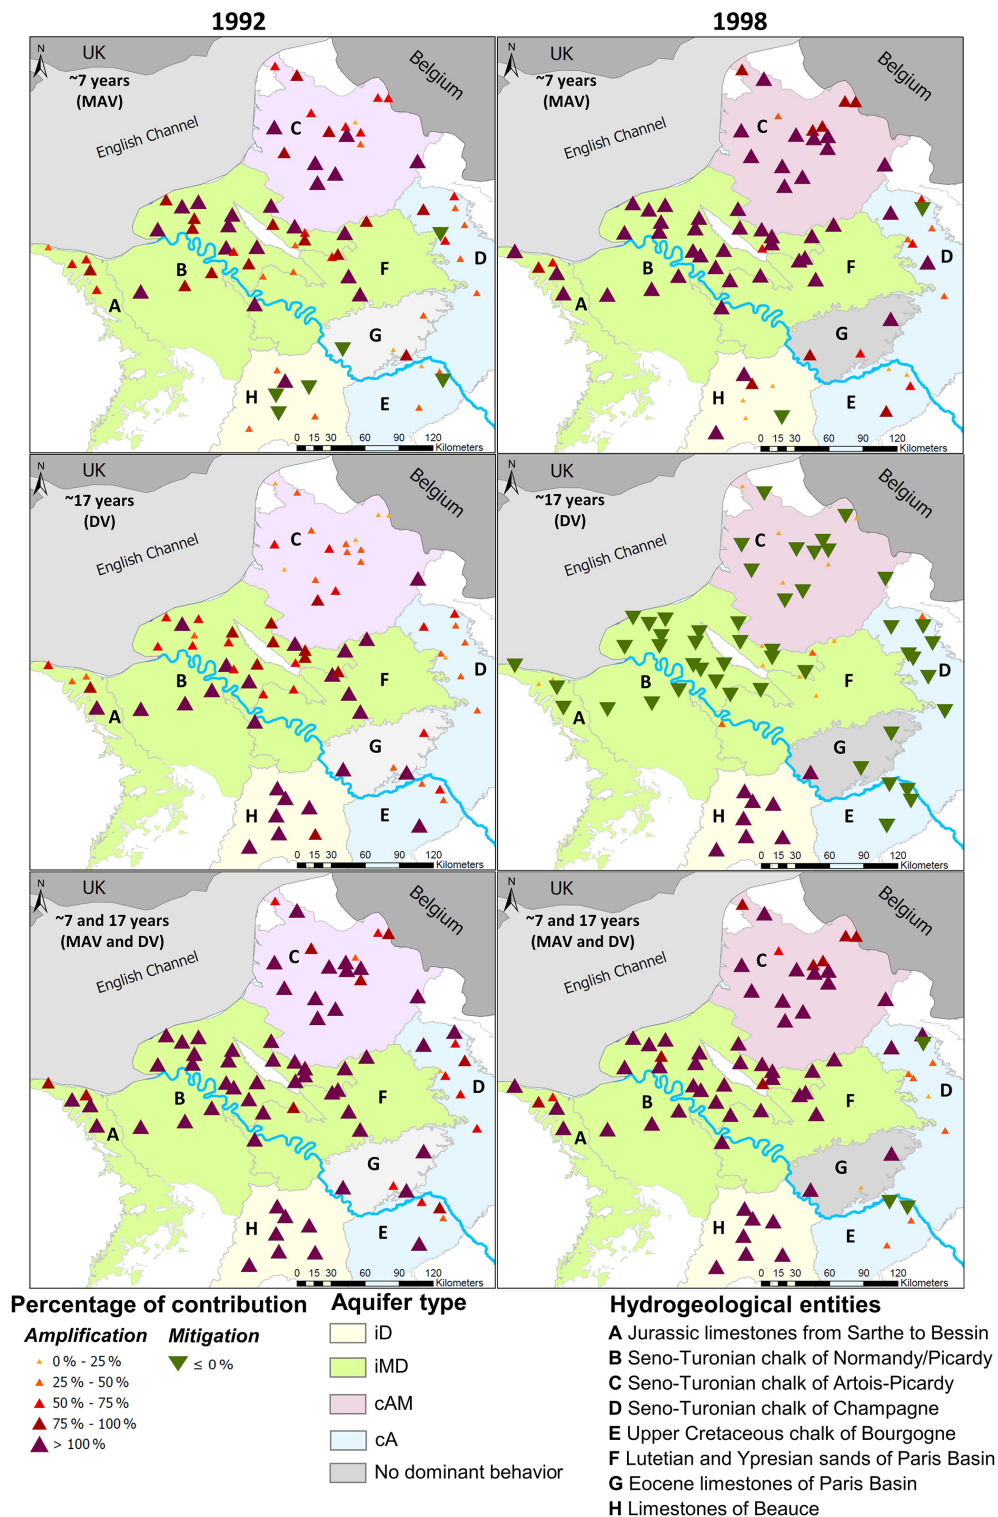 1992
1998
N
UK
~7 years
(MAV)
English Channel
Belgium
A
B
C
D
E
F
G
H
0 15 30 60 90 120
Kilometers
N
UK
~7 years
(MAV)
English Channel
Belgium
A
B
C
D
E
F
G
H
0 15 30 60 90 120
Kilometers
N
UK
~17 years
(DV)
English Channel
Belgium
A
B
C
D
E
F
G
H
0 15 30 60 90 120
Kilometers
N
UK
~17 years
(DV)
English Channel
Belgium
A
B
C
D
E
F
G
H
0 15 30 60 90 120
Kilometers
N
UK
~7 and 17 years
(MAV and DV)
English Channel
Belgium
A
B
C
D
E
F
G
H
0 15 30 60 90 120
Kilometers
N
UK
~7 and 17 years
(MAV and DV)
English Channel
Belgium
A
B
C
D
E
F
G
H
0 15 30 60 90 120
Kilometers
Percentage of contribution
Amplification
0 % - 25 %
25 % - 50 %
50 % - 75 %
75 % - 100 %
> 100 %
Mitigation
≤ 0 %
Aquifer type
iD
iMD
cAM
cA
No dominant behavior
Hydrogeological entities
A Jurassic limestones from Sarthe to Bessin
B Seno-Turonian chalk of Normandy/Picardy
C Seno-Turonian chalk of Artois-Picardy
D Seno-Turonian chalk of Champagne
E Upper Cretaceous chalk of Bourgogne
F Lutetian and Ypresian sands of Paris Basin
G Eocene limestones of Paris Basin
H Limestones of Beauce